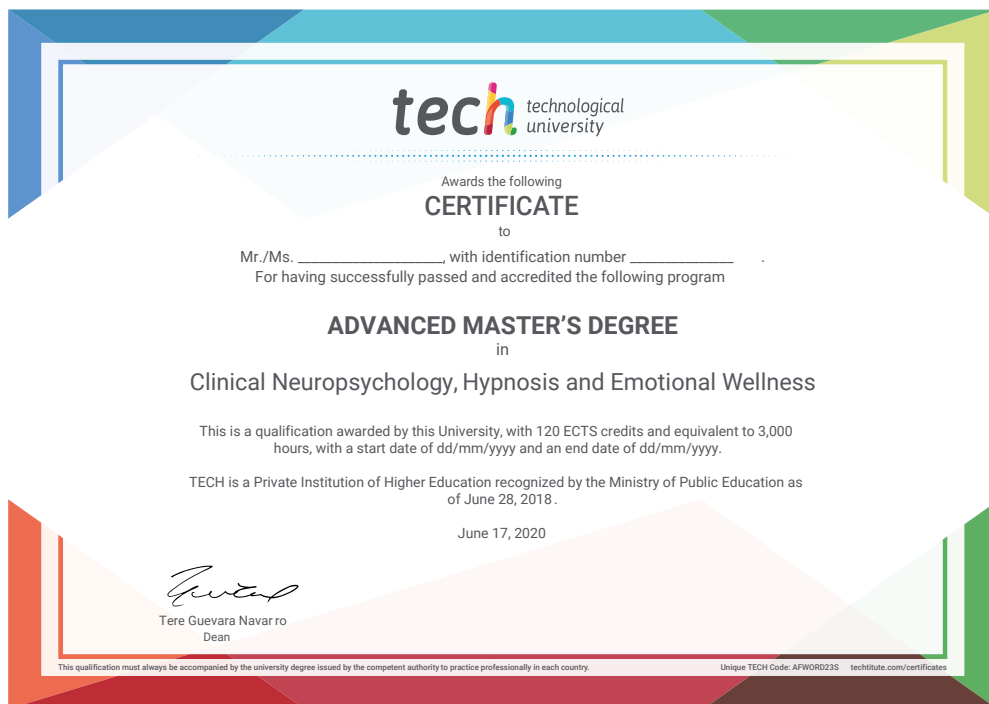 tech technological
university
Awards the following
CERTIFICATE
to
Mr./Ms. ____________________, with identification number ______________ .
For having successfully passed and accredited the following program
ADVANCED MASTER'S DEGREE
in
Clinical Neuropsychology, Hypnosis and Emotional Wellness
This is a qualification awarded by this University, with 120 ECTS credits and equivalent to 3,000
hours, with a start date of dd/mm/yyyy and an end date of dd/mm/yyyy.
TECH is a Private Institution of Higher Education recognized by the Ministry of Public Education as
of June 28, 2018.
June 17, 2020
Tere Guevara Navarro
Dean
This qualification must always be accompanied by the university degree issued by the competent authority to practice professionally in each country.
Unique TECH Code: AFWORD23S techtitute.com/certificates